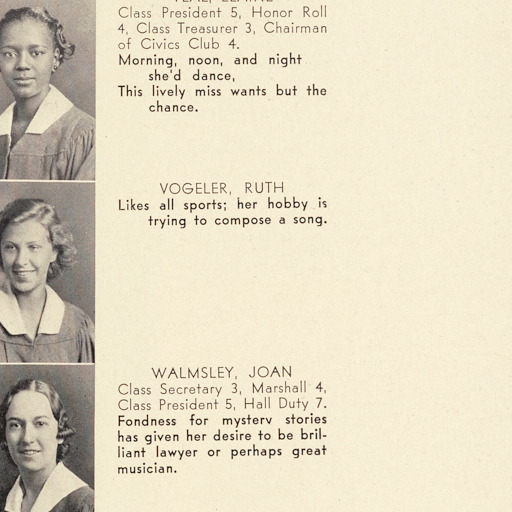 Class President 5, Honor Roll
4, Class Treasurer 3, Chairman
of Civics Club 4.
Morning, noon, and night
she'd dance,
This lively miss wants but the
chance.
VOGELER, RUTH
Likes all sports; her hobby is
trying to compose a song.
WALMSLEY, JOAN
Class Secretary 3, Marshall 4,
Class President 5, Hall Duty 7.
Fondness for mystery stories
has given her desire to be bril-
liant lawyer or perhaps great
musician.